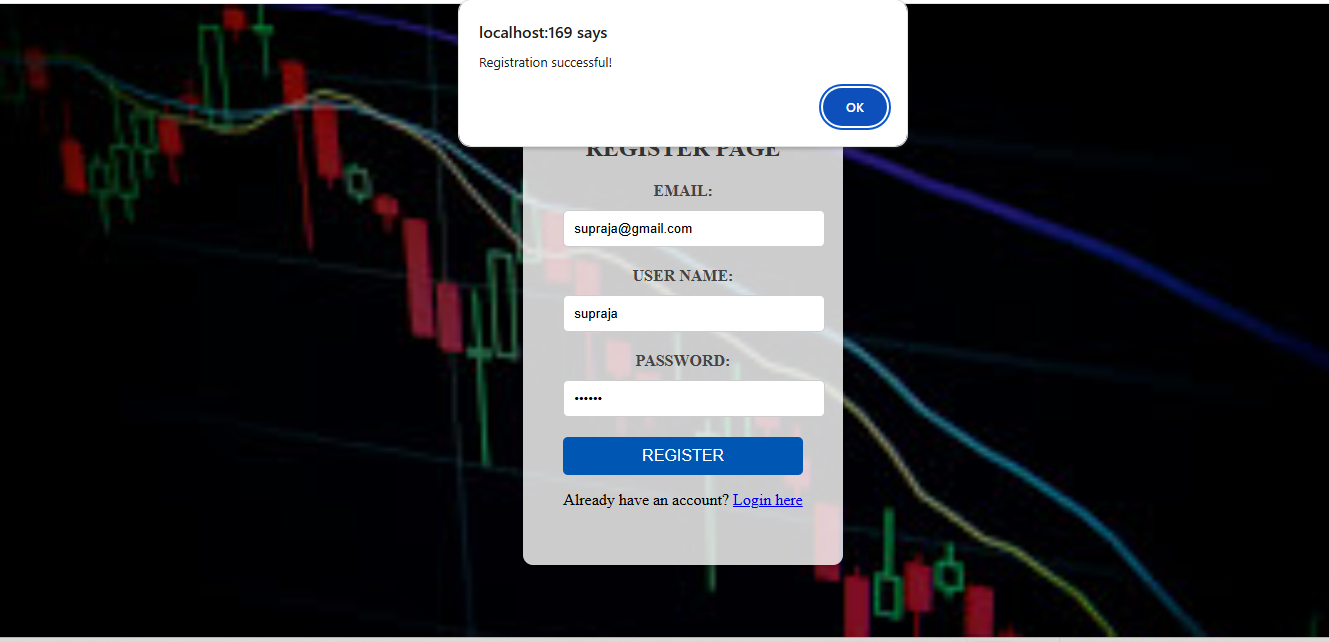 localhost:169 says
Registration successful!
OK
REGISTER PAGE
EMAIL:
supraja@gmail.com
USER NAME:
supraja
PASSWORD:
••••••
REGISTER
Already have an account? Login here